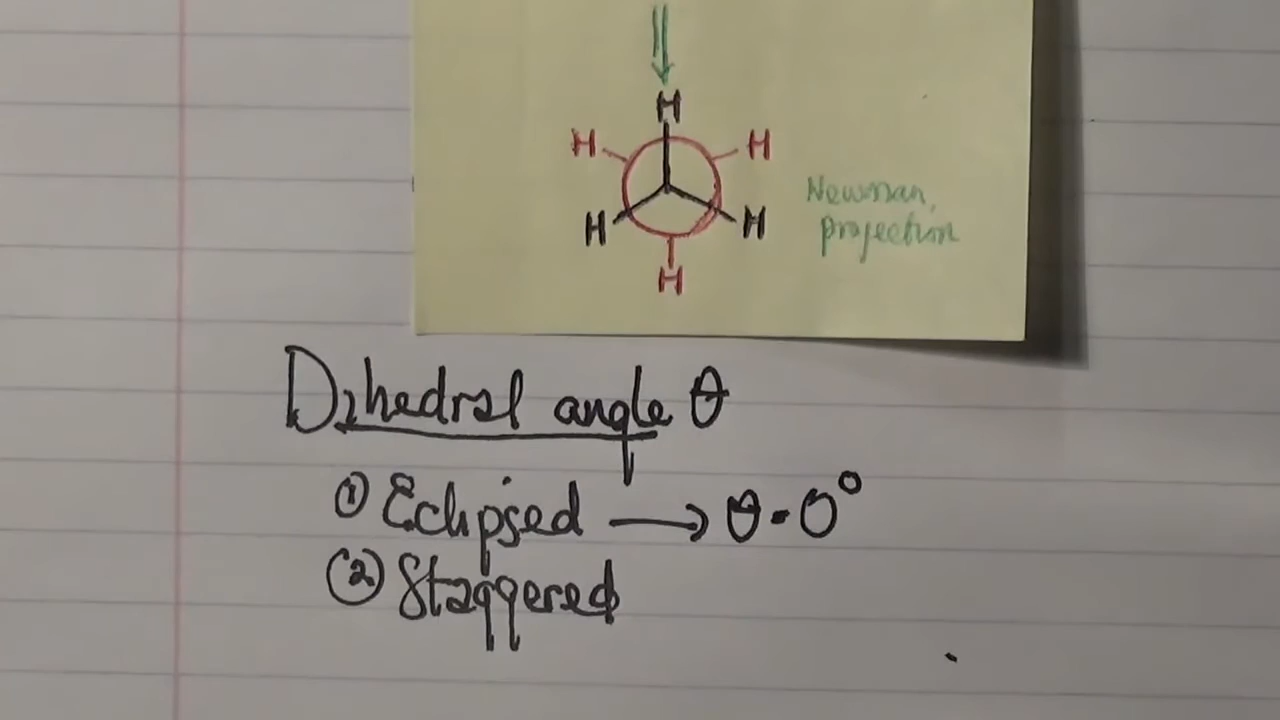 H
H H
H H
H
Newman
projection
Dihedral angle θ
① Eclipsed → θ = 0°
② Staggered